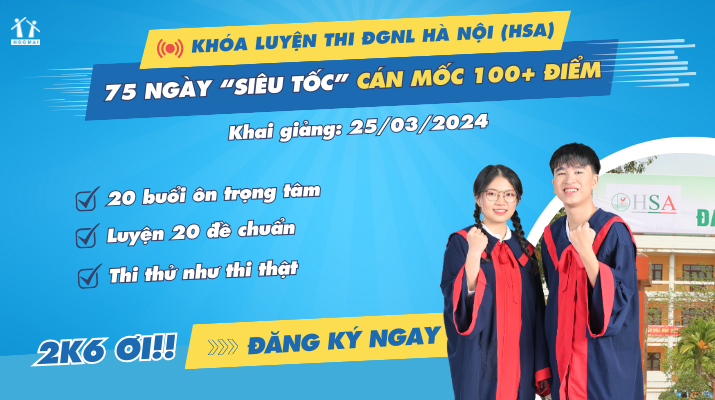 HOCMAI
KHÓA LUYỆN THI ĐGNL HÀ NỘI (HSA)
75 NGÀY “SIÊU TỐC” CÁN MỐC 100+ ĐIỂM
Khai giảng: 25/03/2024
20 buổi ôn trọng tâm
Luyện 20 đề chuẩn
Thi thử như thi thật
HSA
ĐA
2K6 ƠI!!
ĐĂNG KÝ NGAY